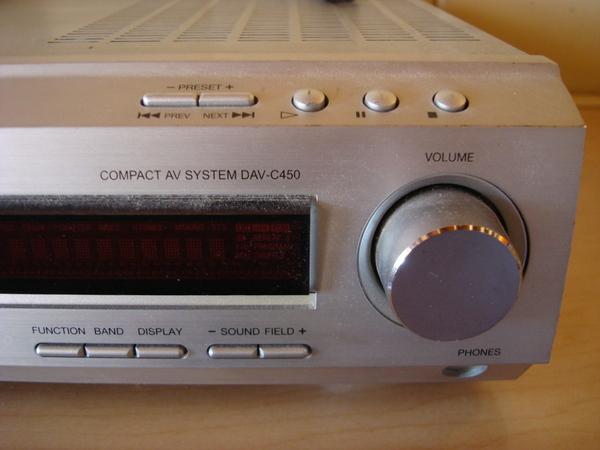 − PRESET +
PREV NEXT
VOLUME
COMPACT AV SYSTEM DAV-C450
FUNCTION BAND DISPLAY − SOUND FIELD +
PHONES